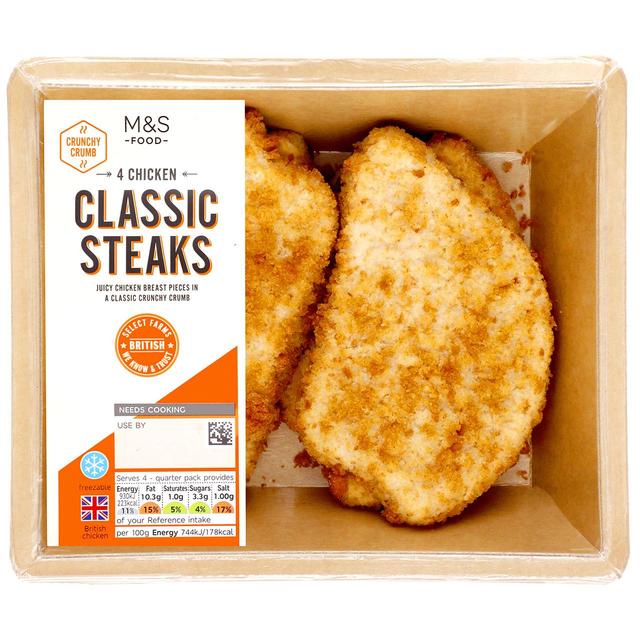 CRUNCHY
CRUMB
M&S
-FOOD-
4 CHICKEN
CLASSIC
STEAKS
JUICY CHICKEN BREAST PIECES IN
A CLASSIC CRUNCHY CRUMB
SELECT FARMS
BRITISH
WE KNOW & TRUST
NEEDS COOKING
USE BY
freezable
British
chicken
Serves 4 - quarter pack provides
Energy Fat Saturates Sugars Salt
930kJ 10.3g 1.0g 3.3g 1.00g
223kcal
11% 15% 5% 4% 17%
of your Reference intake
per 100g Energy 744kJ/178kcal